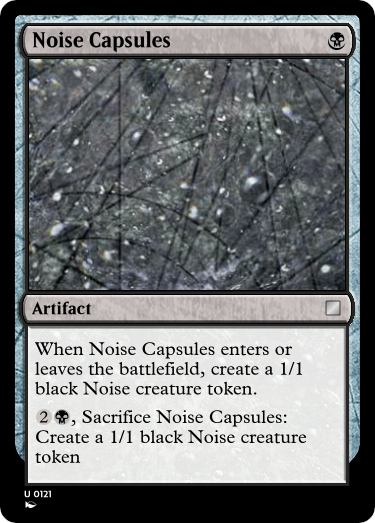 Noise Capsules
Artifact
When Noise Capsules enters or
leaves the battlefield, create a 1/1
black Noise creature token.
2, Sacrifice Noise Capsules:
Create a 1/1 black Noise creature
token
U 0121